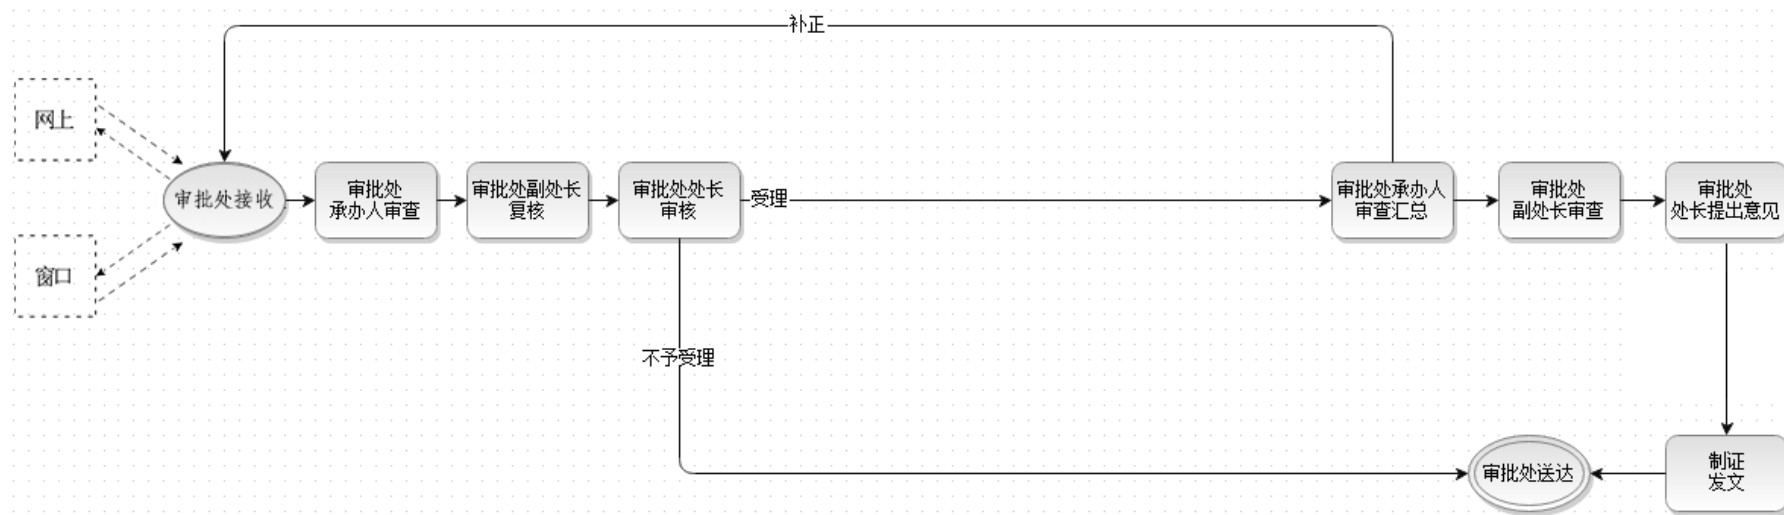 补正
网上
审批处接收
窗口
审批处
承办人审查
审批处副处长
复核
审批处处长
审核
受理
审批处承办人
审查汇总
审批处
副处长审查
审批处
处长提出意见
不予受理
审批处送达
制证
发文